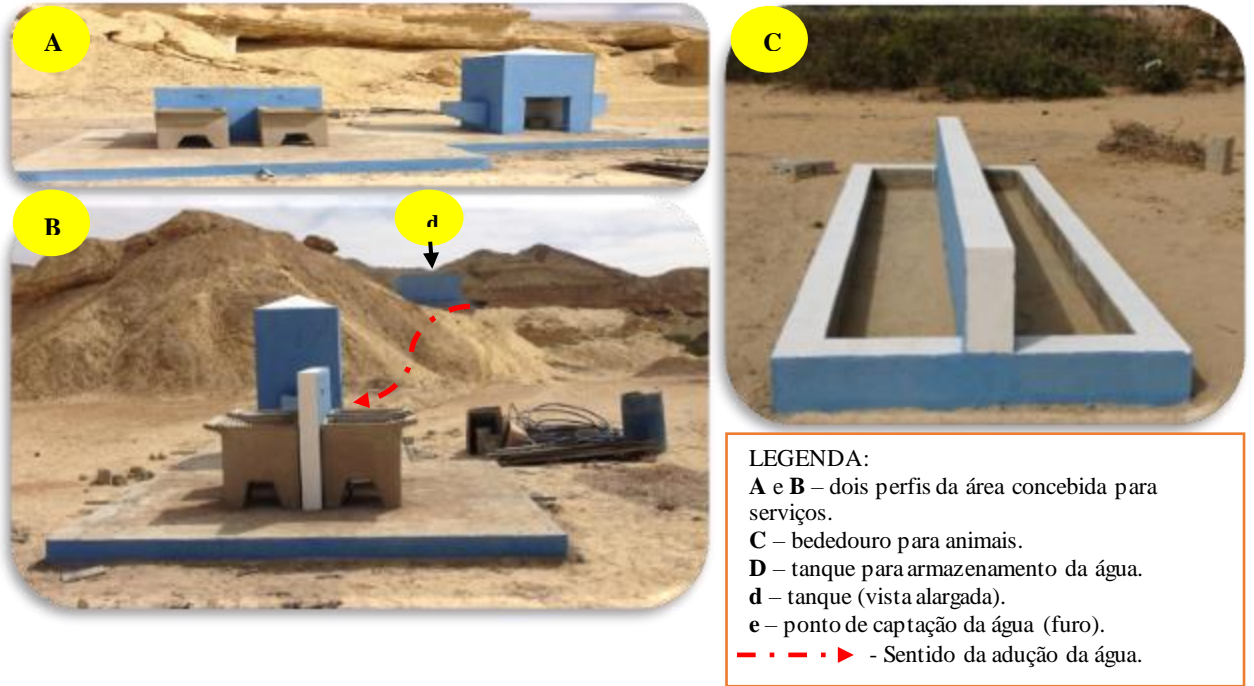 A
C
B
d
LEGENDA:
A e B – dois perfis da área concebida para
serviços.
C – bededouro para animais.
D – tanque para armazenamento da água.
d – tanque (vista alargada).
e – ponto de captação da água (furo).
- Sentido da adução da água.